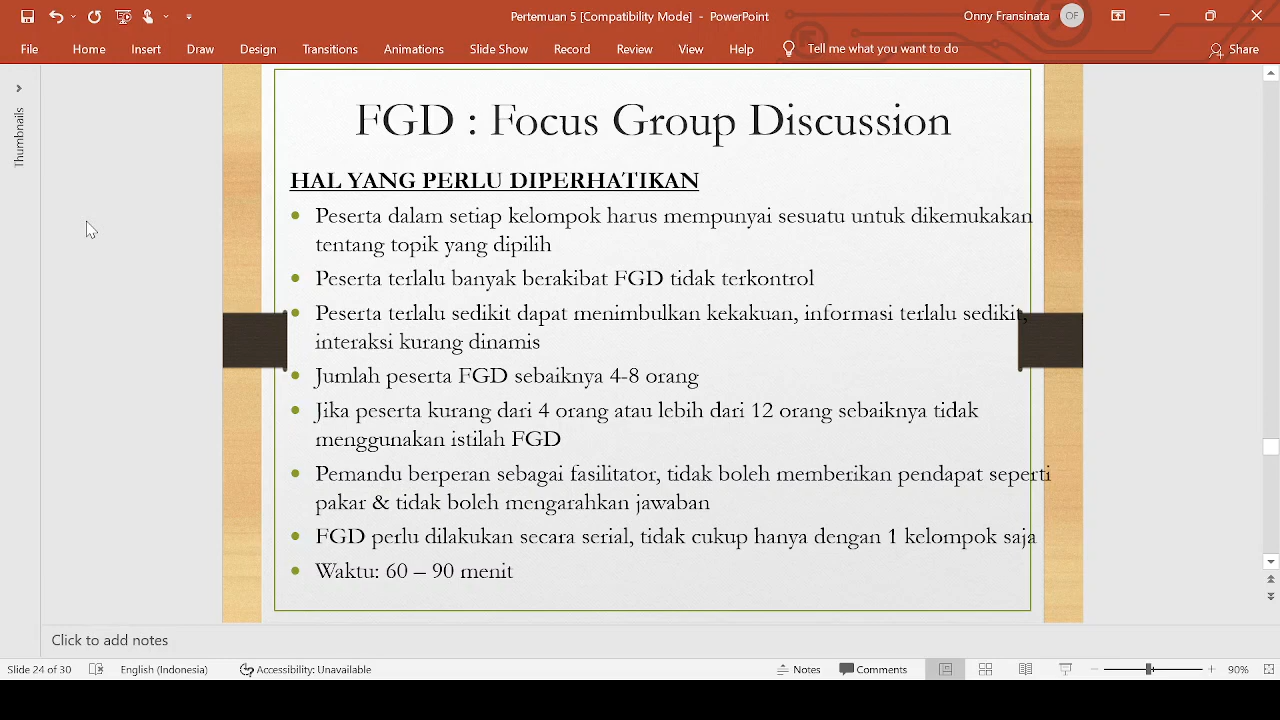 Pertemuan 5 [Compatibility Mode] - PowerPoint
Onny Fransinata
OF
File Home Insert Draw Design Transitions Animations Slide Show Record Review View Help Tell me what you want to do Share
Thumbnails
FGD : Focus Group Discussion
HAL YANG PERLU DIPERHATIKAN
• Peserta dalam setiap kelompok harus mempunyai sesuatu untuk dikemukakan
tentang topik yang dipilih
• Peserta terlalu banyak berakibat FGD tidak terkontrol
• Peserta terlalu sedikit dapat menimbulkan kekakuan, informasi terlalu sedikit,
interaksi kurang dinamis
• Jumlah peserta FGD sebaiknya 4-8 orang
• Jika peserta kurang dari 4 orang atau lebih dari 12 orang sebaiknya tidak
menggunakan istilah FGD
• Pemandu berperan sebagai fasilitator, tidak boleh memberikan pendapat seperti
pakar & tidak boleh mengarahkan jawaban
• FGD perlu dilakukan secara serial, tidak cukup hanya dengan 1 kelompok saja
• Waktu: 60 – 90 menit
Click to add notes
Slide 24 of 30 English (Indonesia) Accessibility: Unavailable Notes Comments 90%